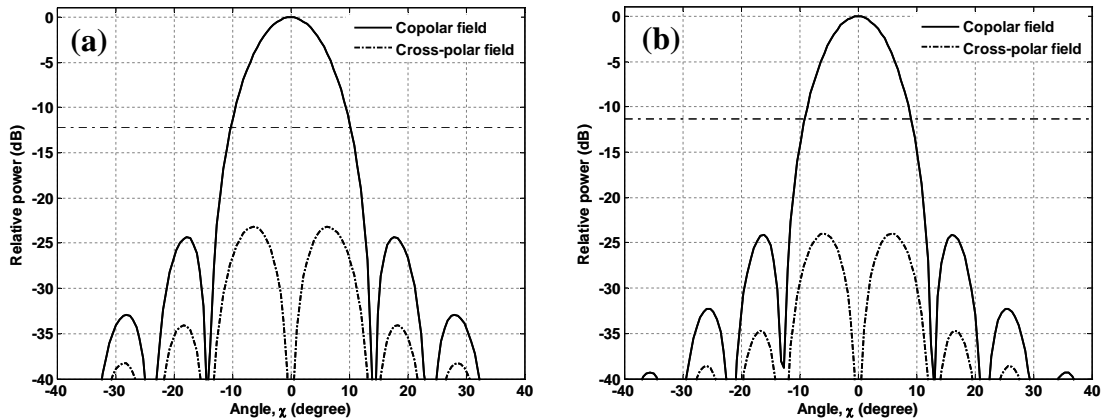 (a)
Copolar field
Cross-polar field
0
-5
-10
-15
-20
-25
-30
-35
-40
Relative power (dB)
-40 -30 -20 -10 0 10 20 30 40
Angle, χ (degree)
(b)
Copolar field
Cross-polar field
0
-5
-10
-15
-20
-25
-30
-35
-40
Relative power (dB)
-40 -30 -20 -10 0 10 20 30 40
Angle, χ (degree)